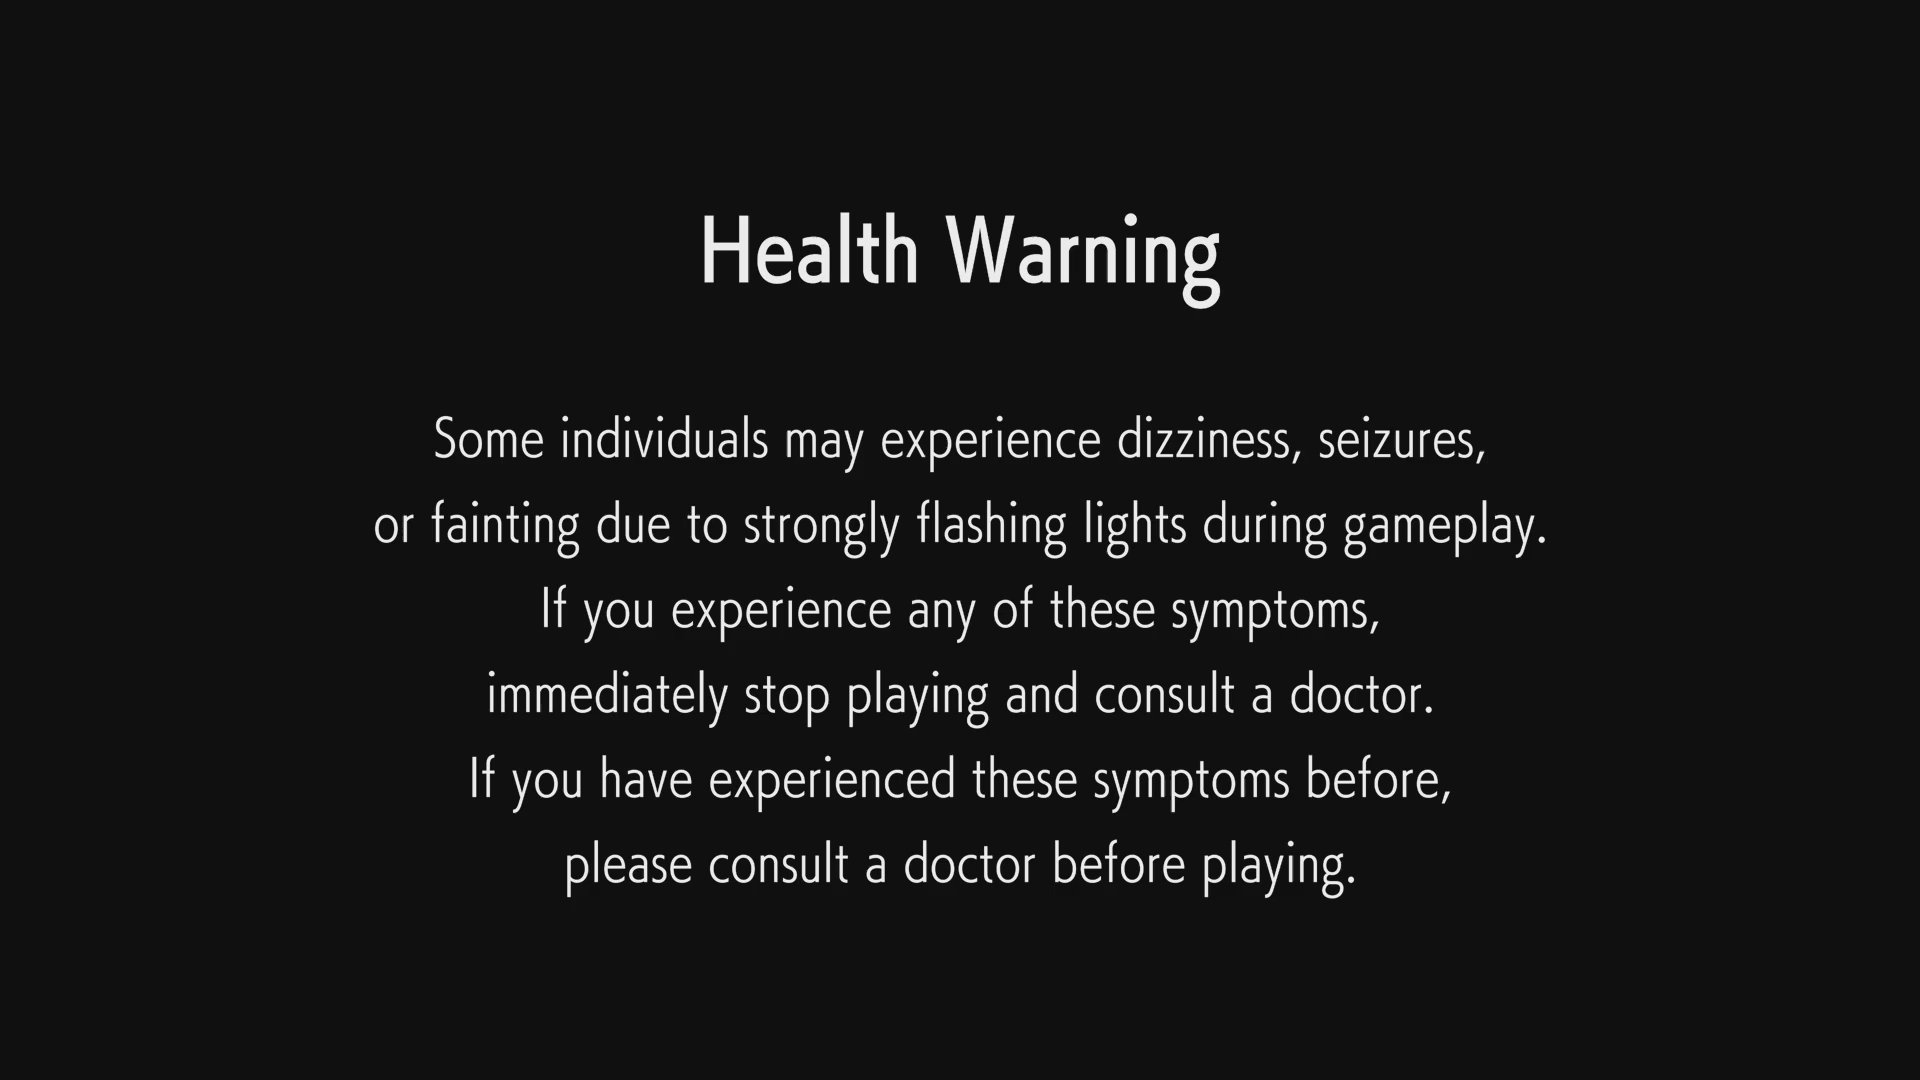 Health Warning
Some individuals may experience dizziness, seizures,
or fainting due to strongly flashing lights during gameplay.
If you experience any of these symptoms,
immediately stop playing and consult a doctor.
If you have experienced these symptoms before,
please consult a doctor before playing.